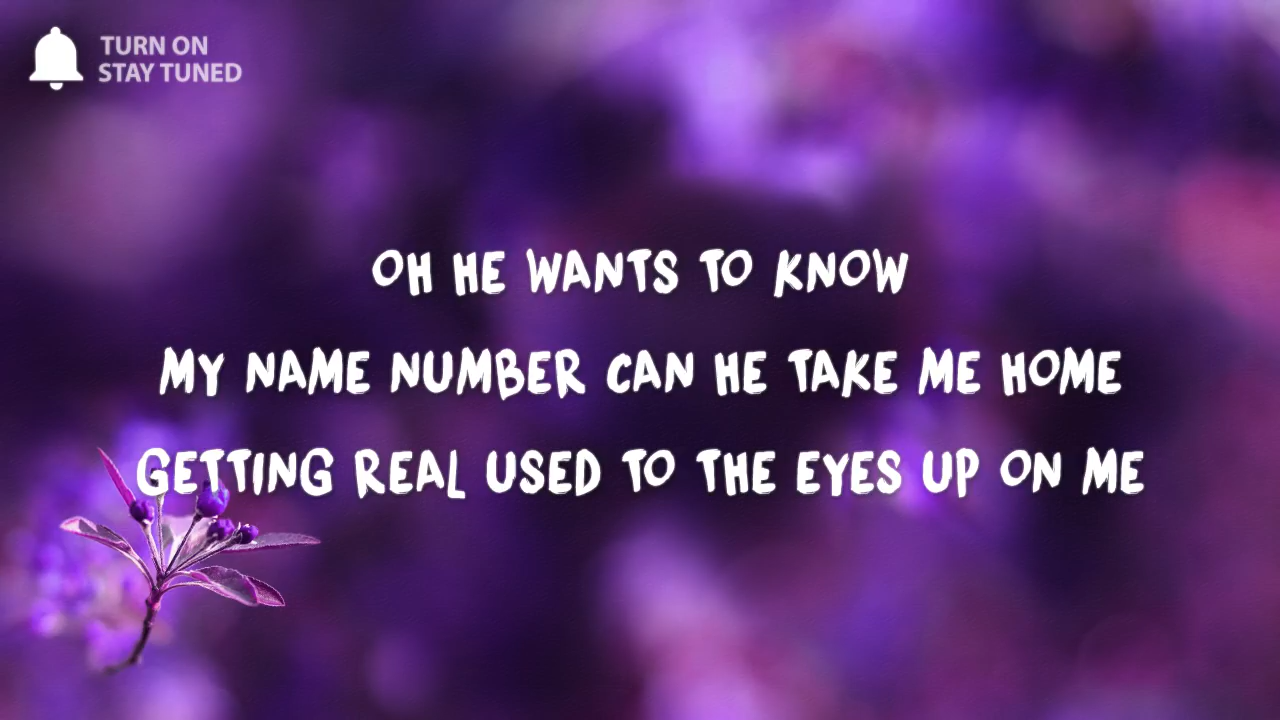 TURN ON
STAY TUNED
OH HE WANTS TO KNOW
MY NAME NUMBER CAN HE TAKE ME HOME
GETTING REAL USED TO THE EYES UP ON ME